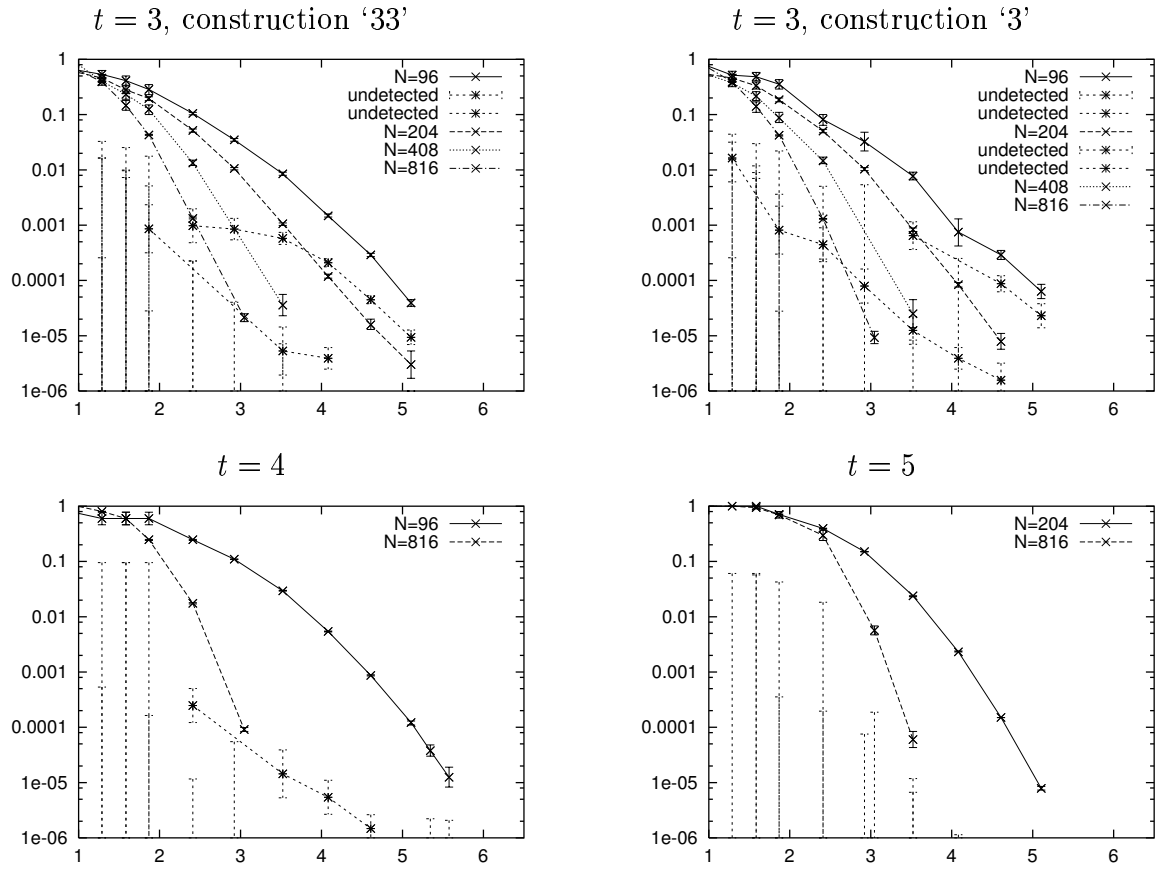 t = 3, construction ‘33’
1
0.1
0.01
0.001
0.0001
1e-05
1e-06
1 2 3 4 5 6
N=96
undetected
undetected
N=204
N=408
N=816
t = 3, construction ‘3’
1
0.1
0.01
0.001
0.0001
1e-05
1e-06
1 2 3 4 5 6
N=96
undetected
undetected
N=204
undetected
undetected
N=408
N=816
t = 4
1
0.1
0.01
0.001
0.0001
1e-05
1e-06
1 2 3 4 5 6
N=96
N=816
t = 5
1
0.1
0.01
0.001
0.0001
1e-05
1e-06
1 2 3 4 5 6
N=204
N=816